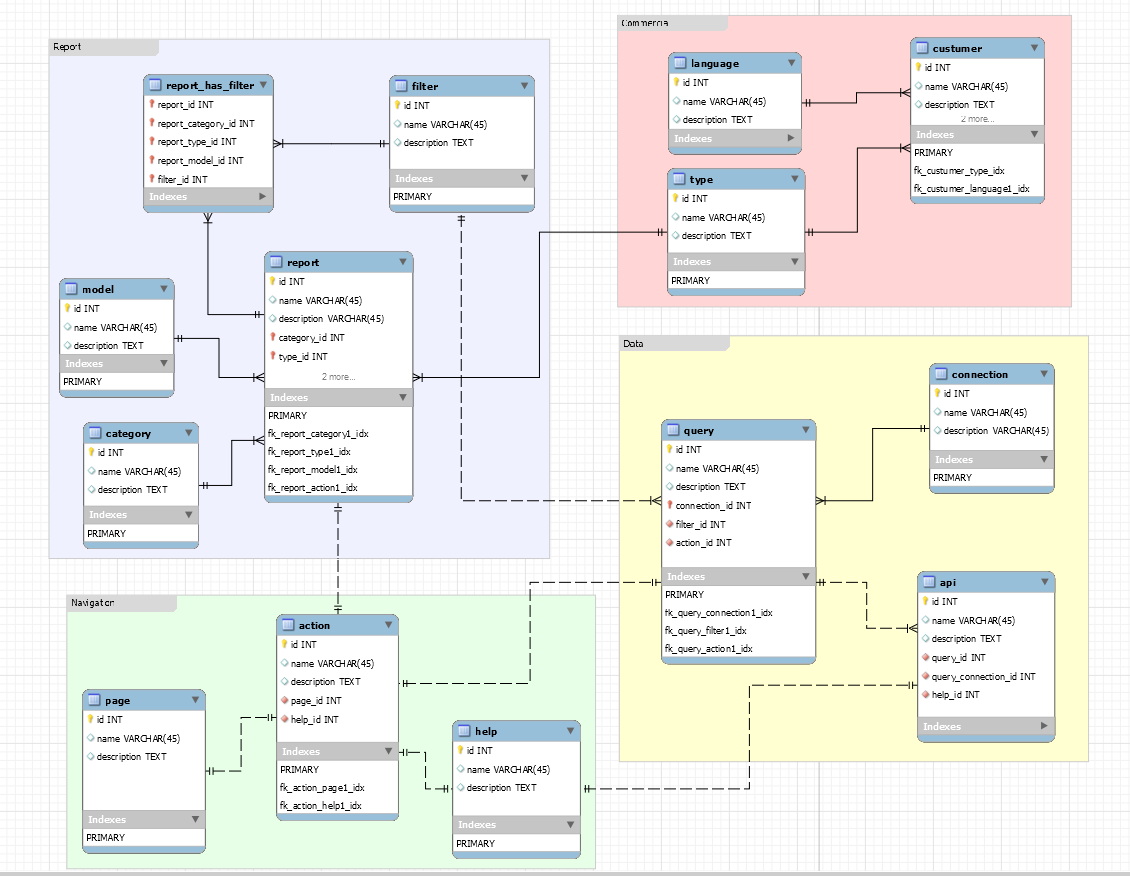 Report
report_has_filter
report_id INT
report_category_id INT
report_type_id INT
report_model_id INT
filter_id INT
Indexes
filter
id INT
name VARCHAR(45)
description TEXT
Indexes
PRIMARY
report
id INT
name VARCHAR(45)
description VARCHAR(45)
category_id INT
type_id INT
2 more...
Indexes
PRIMARY
fk_report_category1_idx
fk_report_type1_idx
fk_report_model1_idx
fk_report_action1_idx
model
id INT
name VARCHAR(45)
description TEXT
Indexes
PRIMARY
category
id INT
name VARCHAR(45)
description TEXT
Indexes
PRIMARY
Commercial
language
id INT
name VARCHAR(45)
description TEXT
Indexes
custumer
id INT
name VARCHAR(45)
description TEXT
2 more...
Indexes
PRIMARY
fk_custumer_type_idx
fk_custumer_language1_idx
type
id INT
name VARCHAR(45)
description TEXT
Indexes
PRIMARY
Data
connection
id INT
name VARCHAR(45)
description VARCHAR(45)
Indexes
PRIMARY
query
id INT
name VARCHAR(45)
description TEXT
connection_id INT
filter_id INT
action_id INT
Indexes
PRIMARY
fk_query_connection1_idx
fk_query_filter1_idx
fk_query_action1_idx
api
id INT
name VARCHAR(45)
description TEXT
query_id INT
query_connection_id INT
help_id INT
Indexes
Navigation
action
id INT
name VARCHAR(45)
description TEXT
page_id INT
help_id INT
Indexes
PRIMARY
fk_action_page1_idx
fk_action_help1_idx
page
id INT
name VARCHAR(45)
description TEXT
Indexes
PRIMARY
help
id INT
name VARCHAR(45)
description TEXT
Indexes
PRIMARY